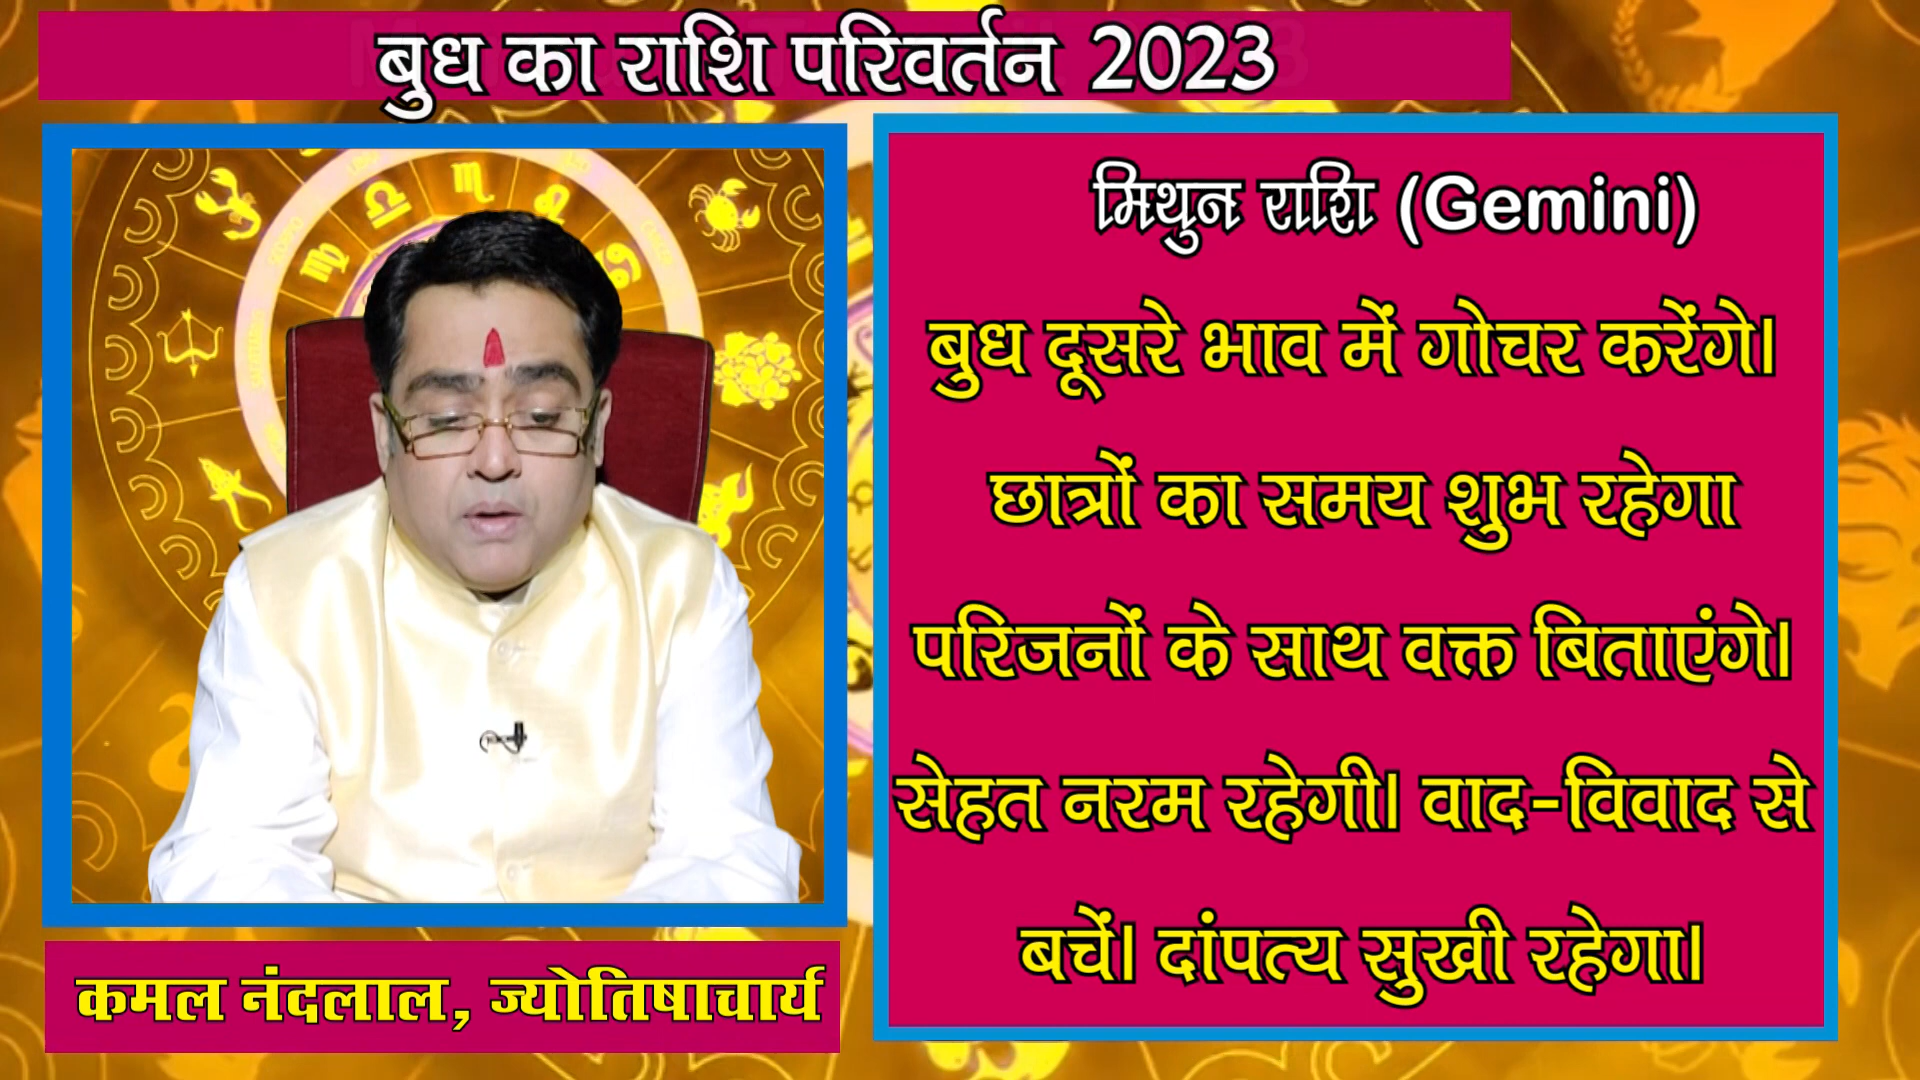 बुध का राशि परिवर्तन 2023
मिथुन राशि (Gemini)
बुध दूसरे भाव में गोचर करेंगे।
छात्रों का समय शुभ रहेगा
परिजनों के साथ वक्त बिताएंगे।
सेहत नरम रहेगी। वाद-विवाद से
बचें। दांपत्य सुखी रहेगा।
कमल नंदलाल, ज्योतिषाचार्य